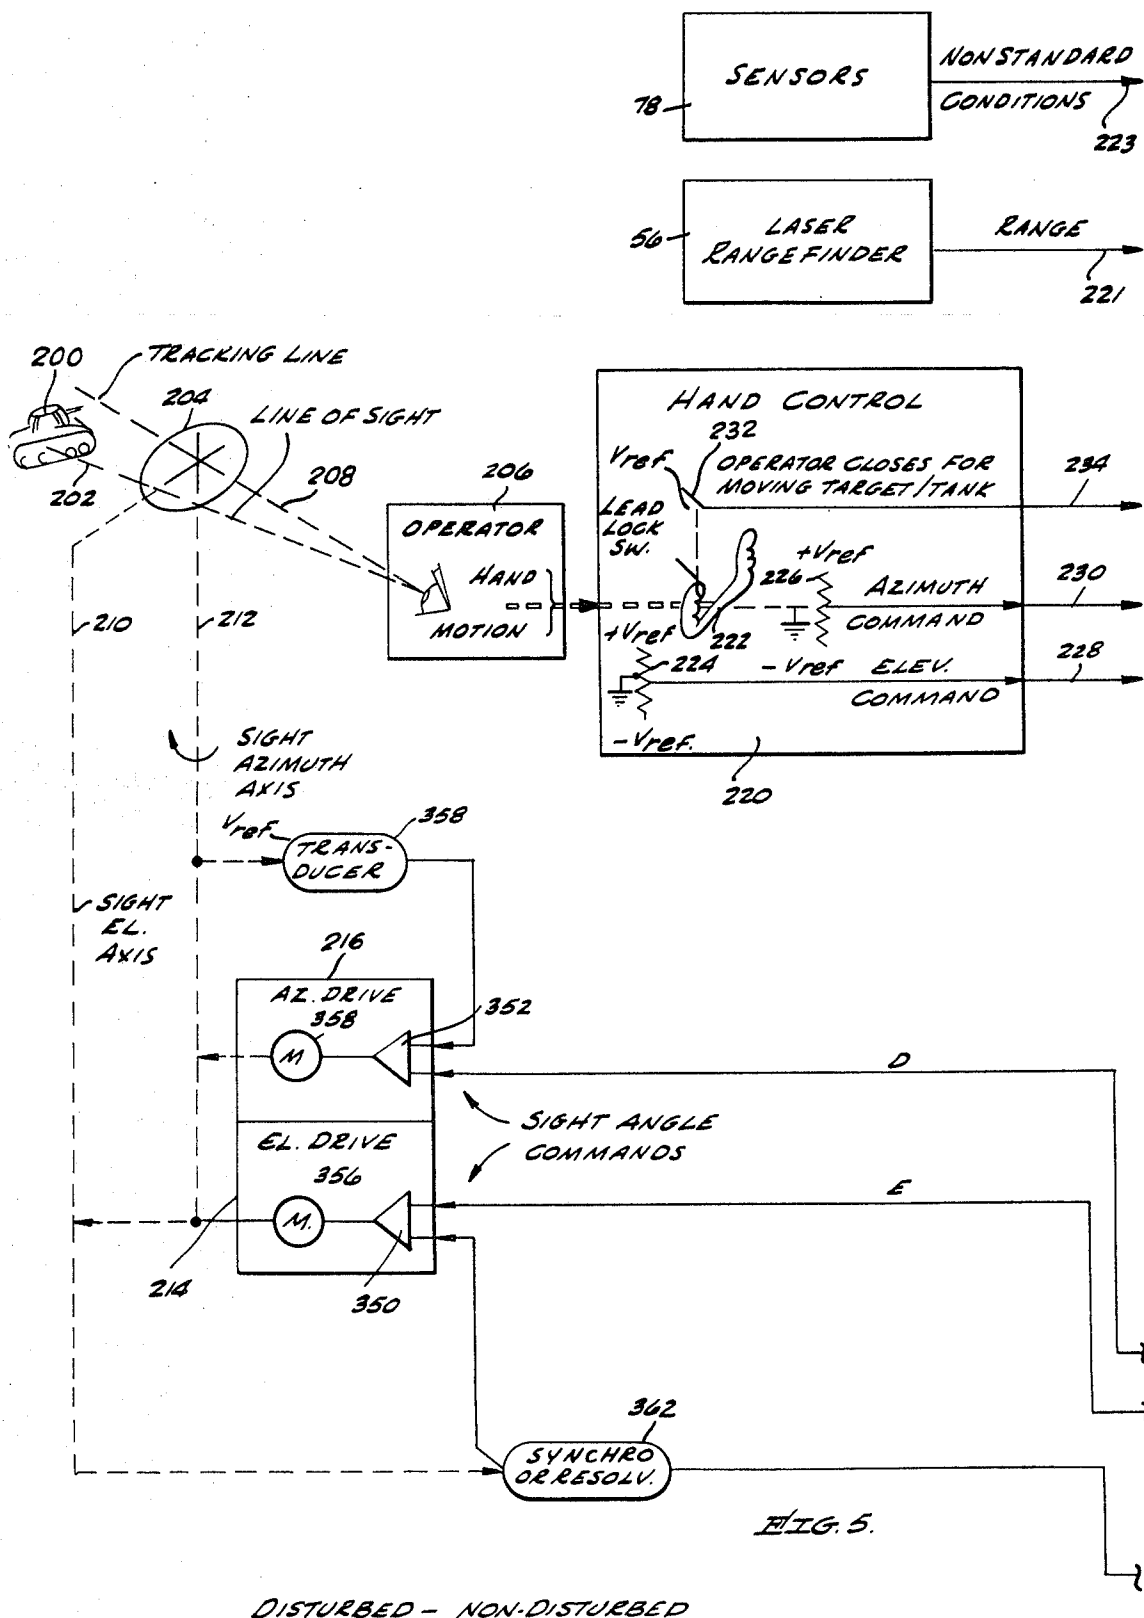 SENSORS
NONSTANDARD
CONDITIONS
78
223
LASER
RANGEFINDER
RANGE
56
221
200
TRACKING LINE
204
LINE OF SIGHT
202
208
206
OPERATOR
HAND
MOTION
HAND CONTROL
232
Vref
OPERATOR CLOSES FOR
MOVING TARGET/TANK
234
LEAD
LOCK
SW.
+Vref
226
AZIMUTH
COMMAND
230
222
+Vref
224
-Vref
ELEV.
COMMAND
228
-Vref.
220
210
212
SIGHT
AZIMUTH
AXIS
Vref.
358
TRANS-
DUCER
SIGHT
EL.
AXIS
216
AZ. DRIVE
358
352
M
D
SIGHT ANGLE
COMMANDS
EL. DRIVE
356
E
M.
214
350
362
SYNCHRO
OR RESOLV.
FIG. 5.
DISTURBED - NON-DISTURBED